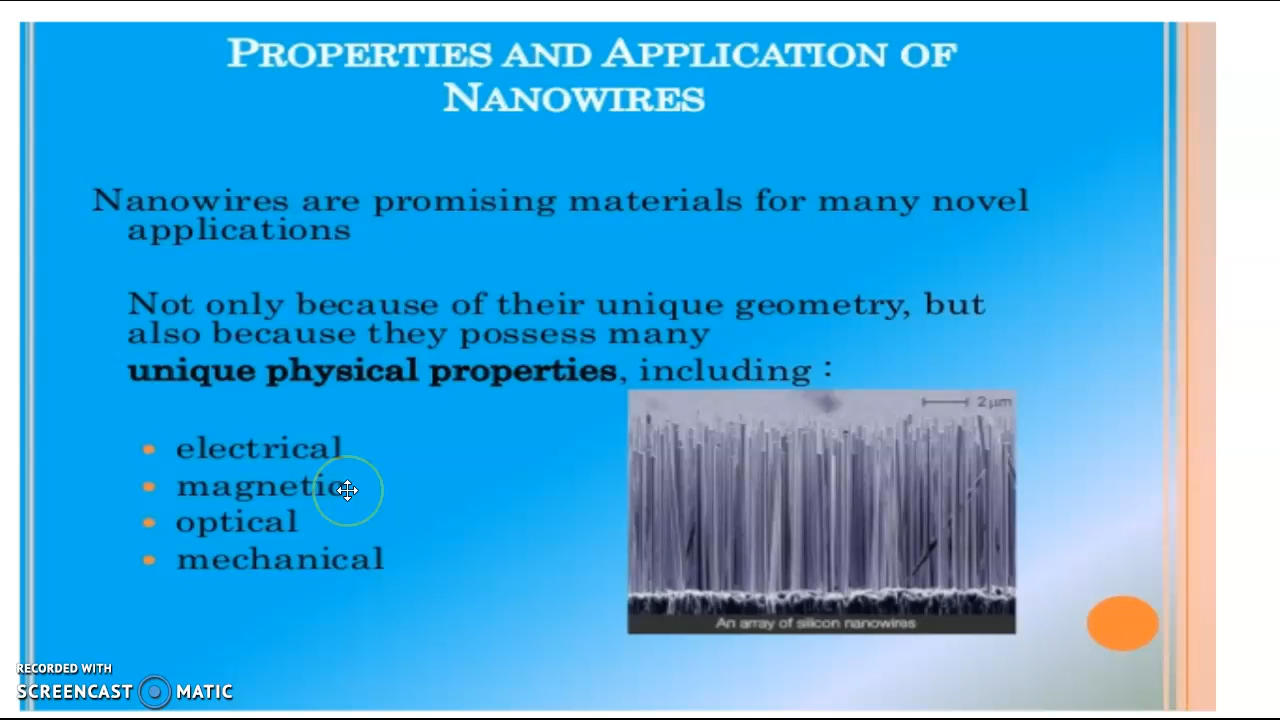 PROPERTIES AND APPLICATION OF
NANOWIRES
Nanowires are promising materials for many novel
applications
Not only because of their unique geometry, but
also because they possess many
unique physical properties, including :
• electrical
• magnetic
• optical
• mechanical
2 μm
An array of silicon nanowires
RECORDED WITH
SCREENCAST MATIC